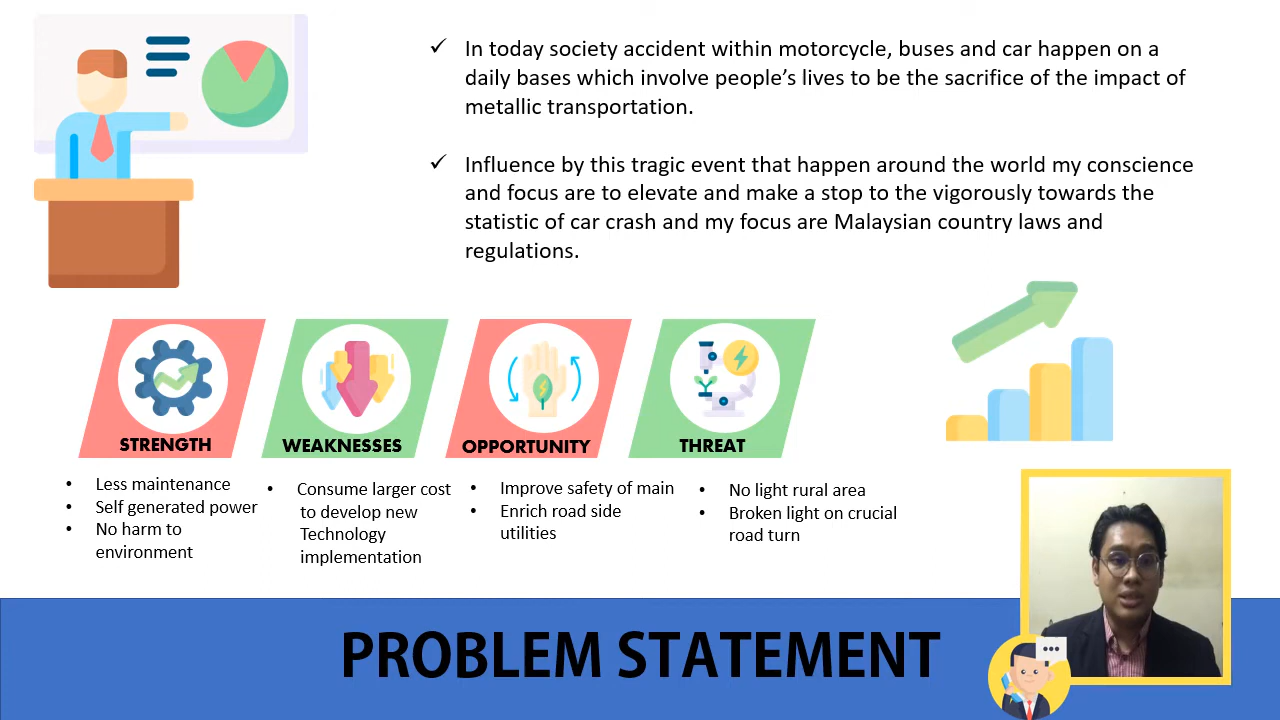 ✓ In today society accident within motorcycle, buses and car happen on a
daily bases which involve people’s lives to be the sacrifice of the impact of
metallic transportation.
✓ Influence by this tragic event that happen around the world my conscience
and focus are to elevate and make a stop to the vigorously towards the
statistic of car crash and my focus are Malaysian country laws and
regulations.
STRENGTH
• Less maintenance
• Self generated power
• No harm to
environment
WEAKNESSES
• Consume larger cost
to develop new
Technology
implementation
OPPORTUNITY
• Improve safety of main
• Enrich road side
utilities
THREAT
• No light rural area
• Broken light on crucial
road turn
PROBLEM STATEMENT